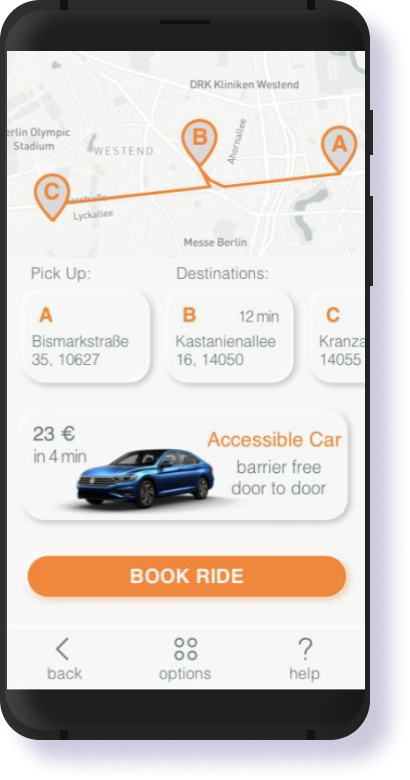 DRK Kliniken Westend
erlin Olympic
Stadium
WESTEND
Ahornallee
B
A
C
Lyckallee
Messe Berlin
Pick Up:
Destinations:
A
Bismarkstraße
35, 10627
B 12 min
Kastanienallee
16, 14050
C
Kranza
14055
23 €
in 4 min
Accessible Car
barrier free
door to door
BOOK RIDE
back
options
help